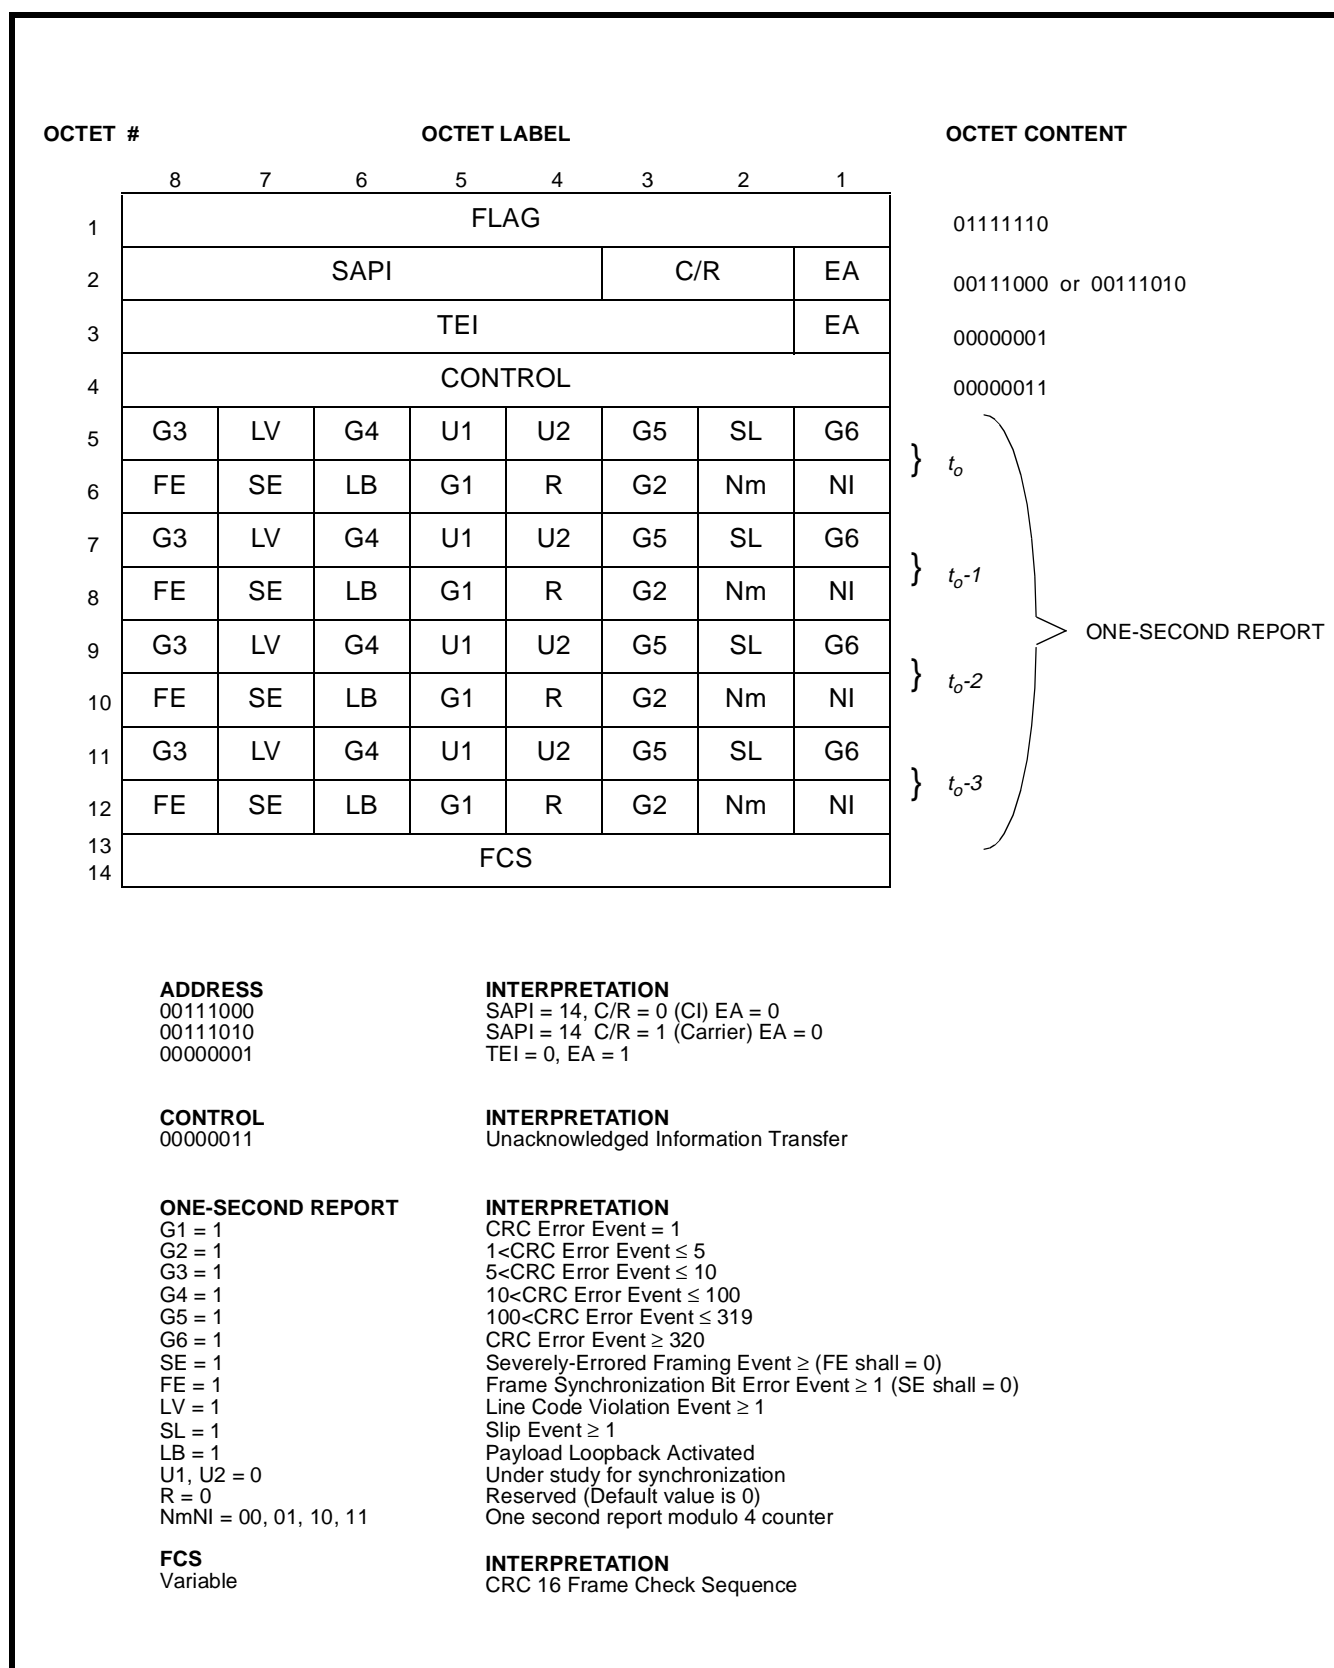 OCTET # OCTET LABEL OCTET CONTENT
8 7 6 5 4 3 2 1
1 FLAG 01111110
2 SAPI C/R EA 00111000 or 00111010
3 TEI EA 00000001
4 CONTROL 00000011
5 G3 LV G4 U1 U2 G5 SL G6
} to
6 FE SE LB G1 R G2 Nm NI
7 G3 LV G4 U1 U2 G5 SL G6
} to-1
8 FE SE LB G1 R G2 Nm NI
ONE-SECOND REPORT
9 G3 LV G4 U1 U2 G5 SL G6
} to-2
10 FE SE LB G1 R G2 Nm NI
11 G3 LV G4 U1 U2 G5 SL G6
} to-3
12 FE SE LB G1 R G2 Nm NI
13
FCS
14
ADDRESS INTERPRETATION
00111000 SAPI = 14, C/R = 0 (CI) EA = 0
00111010 SAPI = 14 C/R = 1 (Carrier) EA = 0
00000001 TEI = 0, EA = 1
CONTROL INTERPRETATION
00000011 Unacknowledged Information Transfer
ONE-SECOND REPORT INTERPRETATION
G1 = 1 CRC Error Event = 1
G2 = 1 1<CRC Error Event ≤ 5
G3 = 1 5<CRC Error Event ≤ 10
G4 = 1 10<CRC Error Event ≤ 100
G5 = 1 100<CRC Error Event ≤ 319
G6 = 1 CRC Error Event ≥ 320
SE = 1 Severely-Errored Framing Event ≥ (FE shall = 0)
FE = 1 Frame Synchronization Bit Error Event ≥ 1 (SE shall = 0)
LV = 1 Line Code Violation Event ≥ 1
SL = 1 Slip Event ≥ 1
LB = 1 Payload Loopback Activated
U1, U2 = 0 Under study for synchronization
R = 0 Reserved (Default value is 0)
NmNI = 00, 01, 10, 11 One second report modulo 4 counter
FCS INTERPRETATION
Variable CRC 16 Frame Check Sequence